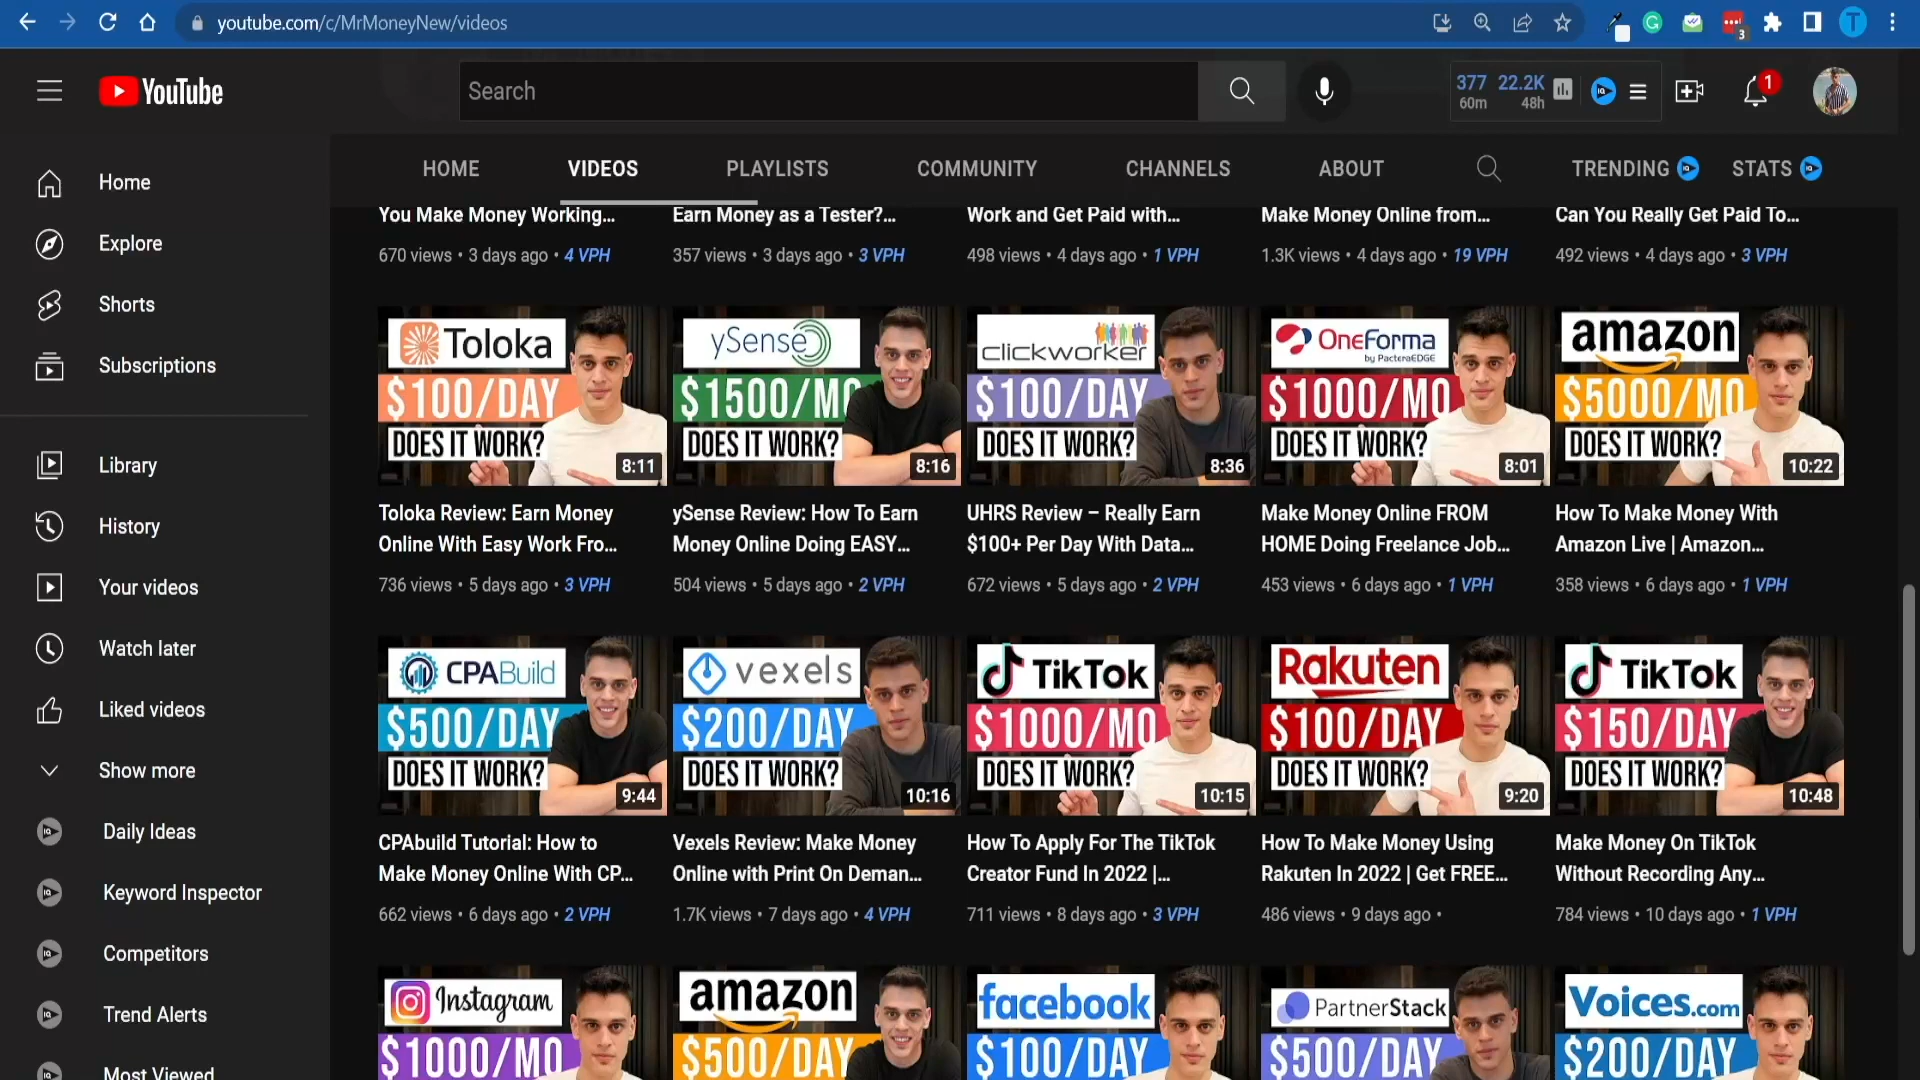 youtube.com/c/MrMoneyNew/videos
3
T
YouTube
Search
377 22.2K
60m 48h
1
Home
Explore
Shorts
Subscriptions
Library
History
Your videos
Watch later
Liked videos
Show more
Daily Ideas
Keyword Inspector
Competitors
Trend Alerts
Most Viewed
HOME VIDEOS PLAYLISTS COMMUNITY CHANNELS ABOUT TRENDING STATS
You Make Money Working...
670 views • 3 days ago • 4 VPH
Earn Money as a Tester?...
357 views • 3 days ago • 3 VPH
Work and Get Paid with...
498 views • 4 days ago • 1 VPH
Make Money Online from...
1.3K views • 4 days ago • 19 VPH
Can You Really Get Paid To...
492 views • 4 days ago • 3 VPH
Toloka
$100/DAY
DOES IT WORK?
8:11
Toloka Review: Earn Money
Online With Easy Work Fro...
736 views • 5 days ago • 3 VPH
ySense
$1500/MO
DOES IT WORK?
8:16
ySense Review: How To Earn
Money Online Doing EASY...
504 views • 5 days ago • 2 VPH
clickworker
$100/DAY
DOES IT WORK?
8:36
UHRS Review – Really Earn
$100+ Per Day With Data...
672 views • 5 days ago • 2 VPH
OneForma
by PacteraEDGE
$1000/MO
DOES IT WORK?
8:01
Make Money Online FROM
HOME Doing Freelance Job...
453 views • 6 days ago • 1 VPH
amazon
$5000/MO
DOES IT WORK?
10:22
How To Make Money With
Amazon Live | Amazon...
358 views • 6 days ago • 1 VPH
CPABuild
$500/DAY
DOES IT WORK?
9:44
CPAbuild Tutorial: How to
Make Money Online With CP...
662 views • 6 days ago • 2 VPH
vexels
$200/DAY
DOES IT WORK?
10:16
Vexels Review: Make Money
Online with Print On Deman...
1.7K views • 7 days ago • 4 VPH
TikTok
$1000/MO
DOES IT WORK?
10:15
How To Apply For The TikTok
Creator Fund In 2022 |...
711 views • 8 days ago • 3 VPH
Rakuten
$100/DAY
DOES IT WORK?
9:20
How To Make Money Using
Rakuten In 2022 | Get FREE...
486 views • 9 days ago •
TikTok
$150/DAY
DOES IT WORK?
10:48
Make Money On TikTok
Without Recording Any...
784 views • 10 days ago • 1 VPH
Instagram
$1000/MO
amazon
$500/DAY
facebook
$100/DAY
PartnerStack
$500/DAY
Voices.com
$200/DAY